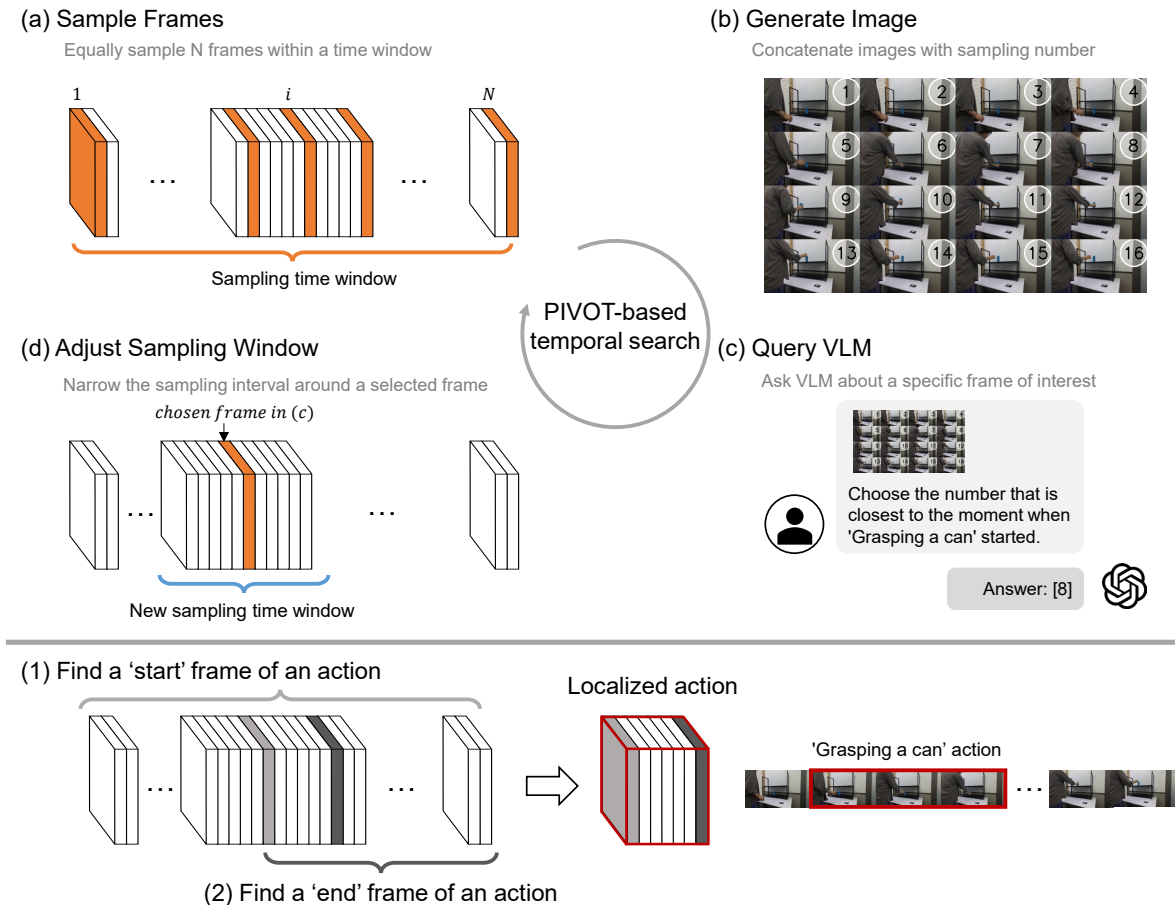 (a) Sample Frames
Equally sample N frames within a time window
1
i
N
...
...
Sampling time window
(b) Generate Image
Concatenate images with sampling number
1 2 3 4
5 6 7 8
9 10 11 12
13 14 15 16
PIVOT-based
temporal search
(d) Adjust Sampling Window
Narrow the sampling interval around a selected frame
chosen frame in (c)
...
...
New sampling time window
(c) Query VLM
Ask VLM about a specific frame of interest
Choose the number that is
closest to the moment when
'Grasping a can' started.
Answer: [8]
(1) Find a ‘start’ frame of an action
...
...
(2) Find a ‘end’ frame of an action
Localized action
'Grasping a can’ action
...